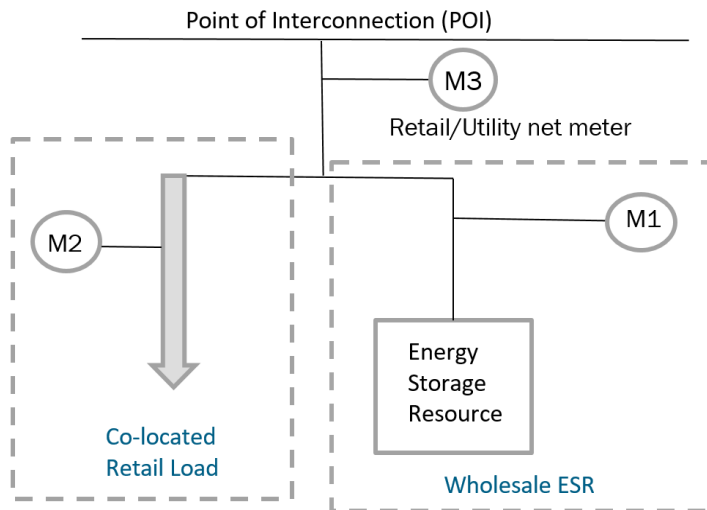 Point of Interconnection (POI)
M3
Retail/Utility net meter
M2
M1
Energy
Storage
Resource
Co-located
Retail Load
Wholesale ESR